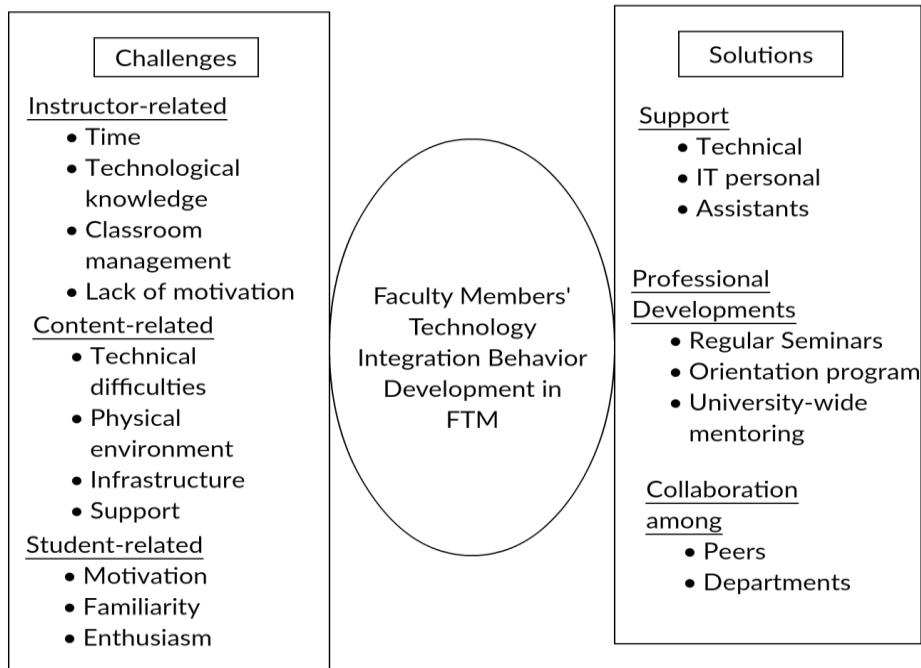 Challenges
Instructor-related
• Time
• Technological
knowledge
• Classroom
management
• Lack of motivation
Content-related
• Technical
difficulties
• Physical
environment
• Infrastructure
• Support
Student-related
• Motivation
• Familiarity
• Enthusiasm
Faculty Members'
Technology
Integration Behavior
Development in
FTM
Solutions
Support
• Technical
• IT personal
• Assistants
Professional
Developments
• Regular Seminars
• Orientation program
• University-wide
mentoring
Collaboration
among
• Peers
• Departments